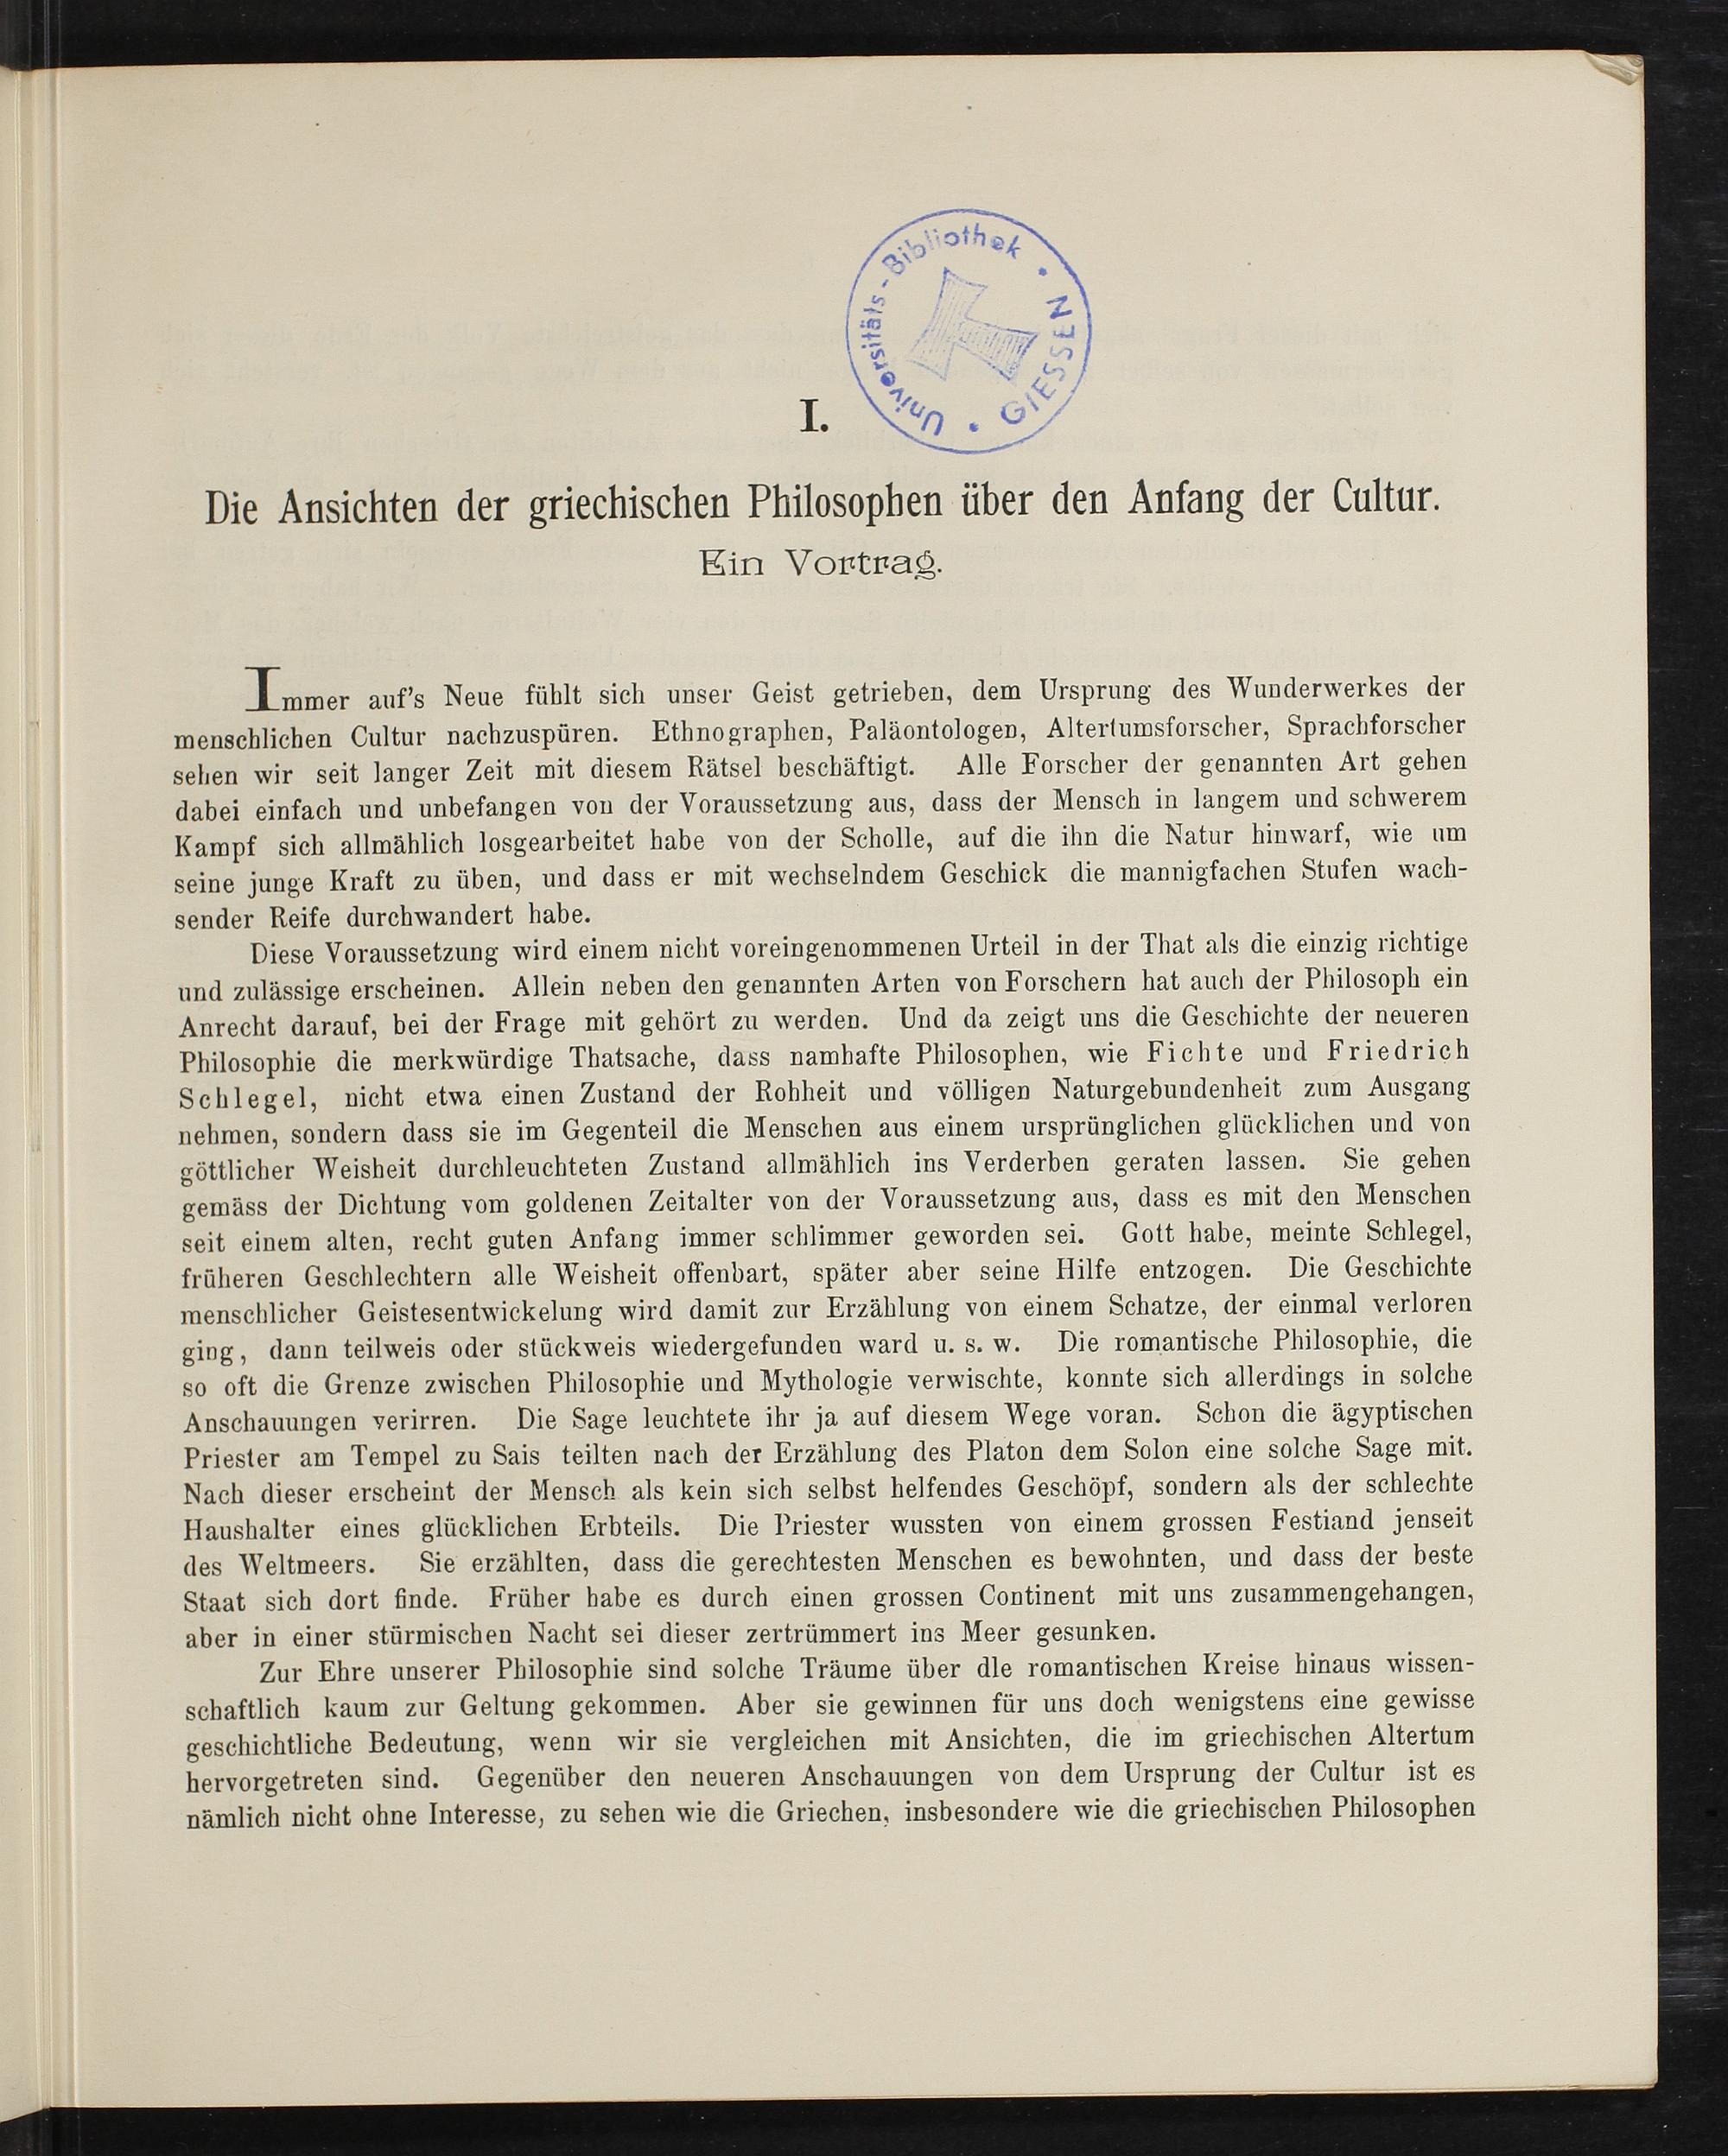 Universitäts-Bibliothek • GIESSEN •
I.
Die Ansichten der griechischen Philosophen über den Anfang der Cultur.
Ein Vortrag.
Immer auf's Neue fühlt sich unser Geist getrieben, dem Ursprung des Wunderwerkes der
menschlichen Cultur nachzuspüren. Ethnographen, Paläontologen, Altertumsforscher, Sprachforscher
sehen wir seit langer Zeit mit diesem Rätsel beschäftigt. Alle Forscher der genannten Art gehen
dabei einfach und unbefangen von der Voraussetzung aus, dass der Mensch in langem und schwerem
Kampf sich allmählich losgearbeitet habe von der Scholle, auf die ihn die Natur hinwarf, wie um
seine junge Kraft zu üben, und dass er mit wechselndem Geschick die mannigfachen Stufen wach-
sender Reife durchwandert habe.
Diese Voraussetzung wird einem nicht voreingenommenen Urteil in der That als die einzig richtige
und zulässige erscheinen. Allein neben den genannten Arten von Forschern hat auch der Philosoph ein
Anrecht darauf, bei der Frage mit gehört zu werden. Und da zeigt uns die Geschichte der neueren
Philosophie die merkwürdige Thatsache, dass namhafte Philosophen, wie Fichte und Friedrich
Schlegel, nicht etwa einen Zustand der Rohheit und völligen Naturgebundenheit zum Ausgang
nehmen, sondern dass sie im Gegenteil die Menschen aus einem ursprünglichen glücklichen und von
göttlicher Weisheit durchleuchteten Zustand allmählich ins Verderben geraten lassen. Sie gehen
gemäss der Dichtung vom goldenen Zeitalter von der Voraussetzung aus, dass es mit den Menschen
seit einem alten, recht guten Anfang immer schlimmer geworden sei. Gott habe, meinte Schlegel,
früheren Geschlechtern alle Weisheit offenbart, später aber seine Hilfe entzogen. Die Geschichte
menschlicher Geistesentwickelung wird damit zur Erzählung von einem Schatze, der einmal verloren
ging, dann teilweis oder stückweis wiedergefunden ward u. s. w. Die romantische Philosophie, die
so oft die Grenze zwischen Philosophie und Mythologie verwischte, konnte sich allerdings in solche
Anschauungen verirren. Die Sage leuchtete ihr ja auf diesem Wege voran. Schon die ägyptischen
Priester am Tempel zu Sais teilten nach der Erzählung des Platon dem Solon eine solche Sage mit.
Nach dieser erscheint der Mensch als kein sich selbst helfendes Geschöpf, sondern als der schlechte
Haushalter eines glücklichen Erbteils. Die Priester wussten von einem grossen Festiand jenseit
des Weltmeers. Sie erzählten, dass die gerechtesten Menschen es bewohnten, und dass der beste
Staat sich dort finde. Früher habe es durch einen grossen Continent mit uns zusammengehangen,
aber in einer stürmischen Nacht sei dieser zertrümmert ins Meer gesunken.
Zur Ehre unserer Philosophie sind solche Träume über dle romantischen Kreise hinaus wissen-
schaftlich kaum zur Geltung gekommen. Aber sie gewinnen für uns doch wenigstens eine gewisse
geschichtliche Bedeutung, wenn wir sie vergleichen mit Ansichten, die im griechischen Altertum
hervorgetreten sind. Gegenüber den neueren Anschauungen von dem Ursprung der Cultur ist es
nämlich nicht ohne Interesse, zu sehen wie die Griechen, insbesondere wie die griechischen Philosophen